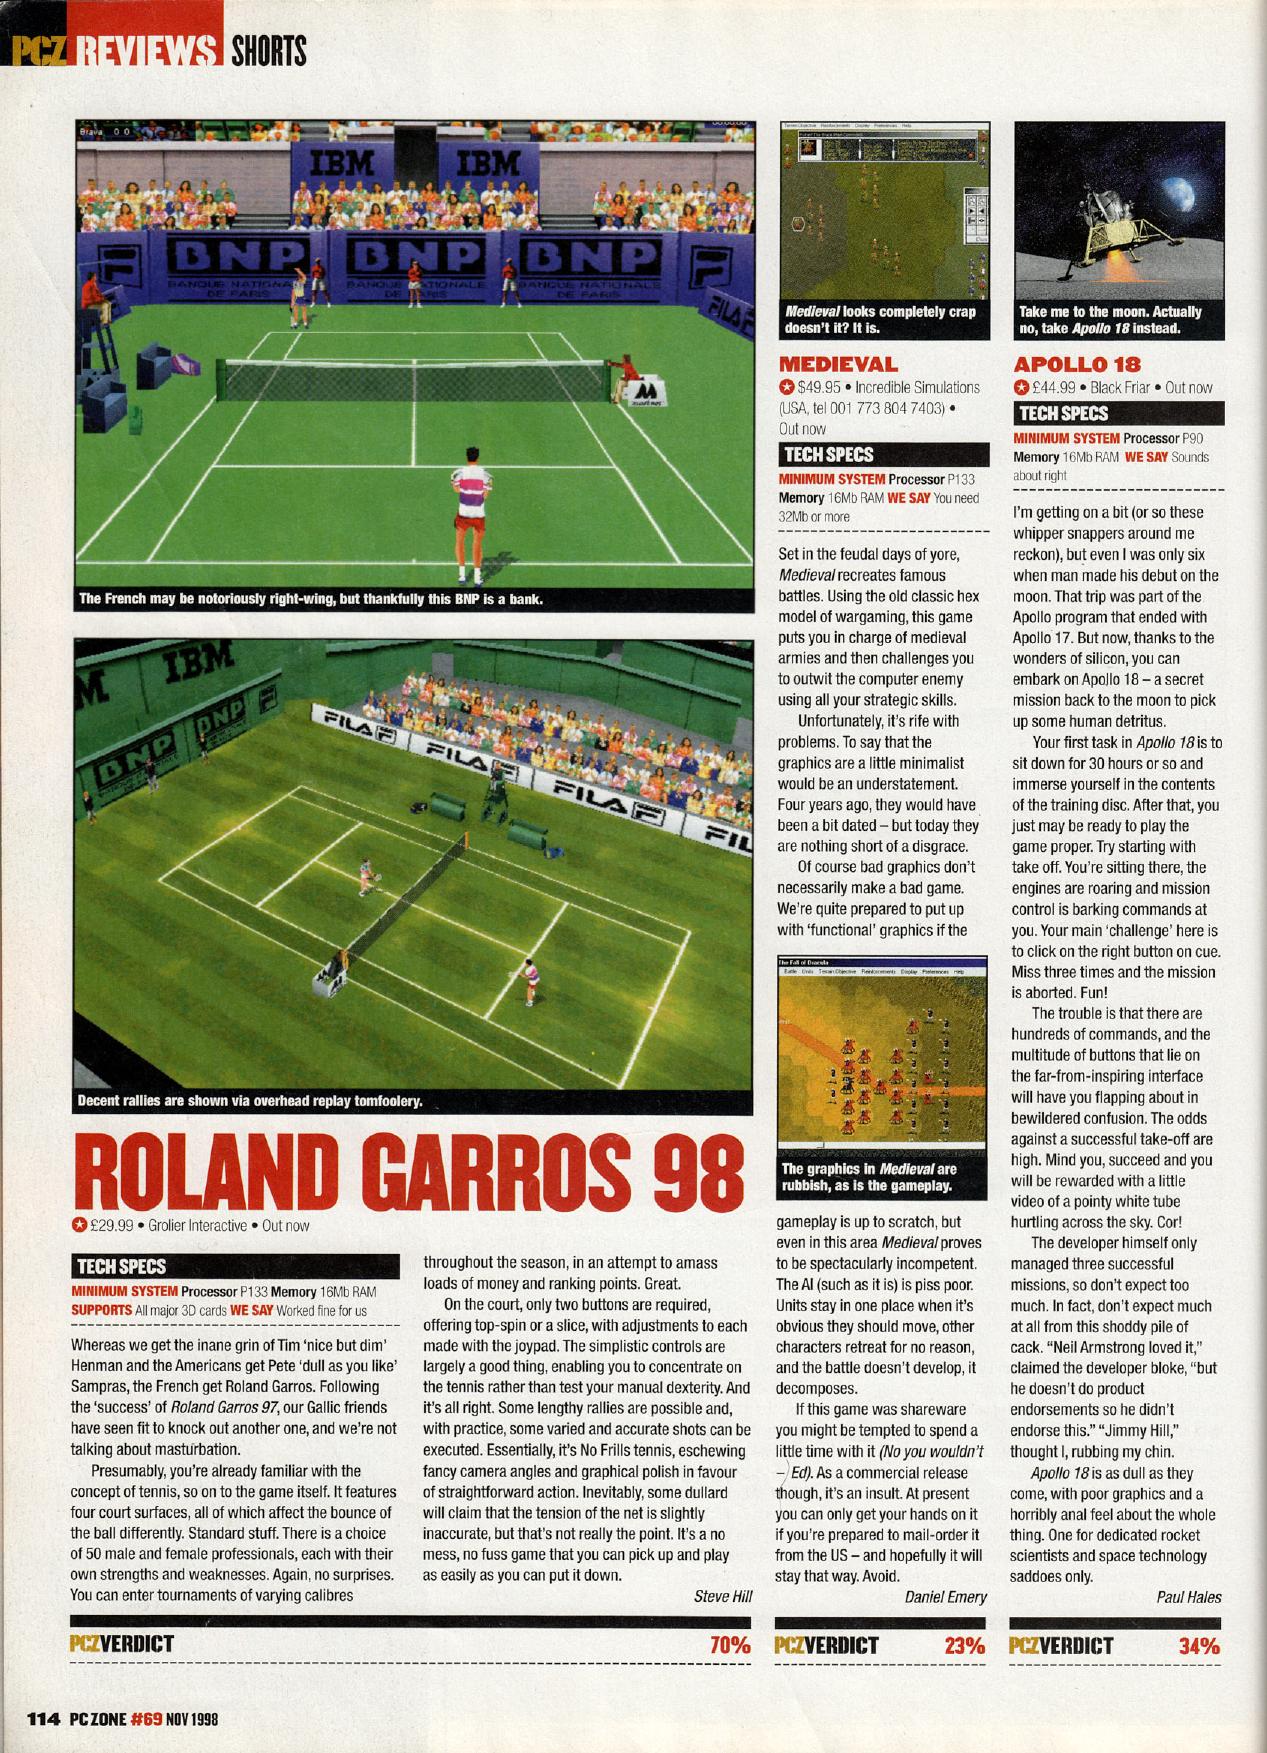 PCZ REVIEWS SHORTS
Brava 0 0
IBM IBM
BNP BNP BNP
BANQUE NATIONALE DE PARIS
FILA
The French may be notoriously right-wing, but thankfully this BNP is a bank.
IBM
BNP BNP
FILA FILA FILA FILA FIL
Decent rallies are shown via overhead replay tomfoolery.
ROLAND GARROS 98
£29.99 • Grolier Interactive • Out now
TECH SPECS
MINIMUM SYSTEM Processor P133 Memory 16Mb RAM
SUPPORTS All major 3D cards WE SAY Worked fine for us
Whereas we get the inane grin of Tim ‘nice but dim’
Henman and the Americans get Pete ‘dull as you like’
Sampras, the French get Roland Garros. Following
the ‘success’ of Roland Garros 97, our Gallic friends
have seen fit to knock out another one, and we’re not
talking about masturbation.
Presumably, you’re already familiar with the
concept of tennis, so on to the game itself. It features
four court surfaces, all of which affect the bounce of
the ball differently. Standard stuff. There is a choice
of 50 male and female professionals, each with their
own strengths and weaknesses. Again, no surprises.
You can enter tournaments of varying calibres
throughout the season, in an attempt to amass
loads of money and ranking points. Great.
On the court, only two buttons are required,
offering top-spin or a slice, with adjustments to each
made with the joypad. The simplistic controls are
largely a good thing, enabling you to concentrate on
the tennis rather than test your manual dexterity. And
it’s all right. Some lengthy rallies are possible and,
with practice, some varied and accurate shots can be
executed. Essentially, it’s No Frills tennis, eschewing
fancy camera angles and graphical polish in favour
of straightforward action. Inevitably, some dullard
will claim that the tension of the net is slightly
inaccurate, but that’s not really the point. It’s a no
mess, no fuss game that you can pick up and play
as easily as you can put it down.
Steve Hill
PCZVERDICT 70%
Terrain/Objective Reinforcements Display Preferences Help
Medieval looks completely crap
doesn’t it? It is.
MEDIEVAL
$49.95 • Incredible Simulations
(USA, tel 001 773 804 7403) •
Out now
TECH SPECS
MINIMUM SYSTEM Processor P133
Memory 16Mb RAM WE SAY You need
32Mb or more
Set in the feudal days of yore,
Medieval recreates famous
battles. Using the old classic hex
model of wargaming, this game
puts you in charge of medieval
armies and then challenges you
to outwit the computer enemy
using all your strategic skills.
Unfortunately, it’s rife with
problems. To say that the
graphics are a little minimalist
would be an understatement.
Four years ago, they would have
been a bit dated – but today they
are nothing short of a disgrace.
Of course bad graphics don’t
necessarily make a bad game.
We’re quite prepared to put up
with ‘functional’ graphics if the
The Fall of Dracula
Battle Units Terrain/Objective Reinforcements Display Preferences Help
The graphics in Medieval are
rubbish, as is the gameplay.
gameplay is up to scratch, but
even in this area Medieval proves
to be spectacularly incompetent.
The AI (such as it is) is piss poor.
Units stay in one place when it’s
obvious they should move, other
characters retreat for no reason,
and the battle doesn’t develop, it
decomposes.
If this game was shareware
you might be tempted to spend a
little time with it (No you wouldn’t
– Ed). As a commercial release
though, it’s an insult. At present
you can only get your hands on it
if you’re prepared to mail-order it
from the US – and hopefully it will
stay that way. Avoid.
Daniel Emery
PCZVERDICT 23%
Take me to the moon. Actually
no, take Apollo 18 instead.
APOLLO 18
£44.99 • Black Friar • Out now
TECH SPECS
MINIMUM SYSTEM Processor P90
Memory 16Mb RAM WE SAY Sounds
about right
I’m getting on a bit (or so these
whipper snappers around me
reckon), but even I was only six
when man made his debut on the
moon. That trip was part of the
Apollo program that ended with
Apollo 17. But now, thanks to the
wonders of silicon, you can
embark on Apollo 18 – a secret
mission back to the moon to pick
up some human detritus.
Your first task in Apollo 18 is to
sit down for 30 hours or so and
immerse yourself in the contents
of the training disc. After that, you
just may be ready to play the
game proper. Try starting with
take off. You’re sitting there, the
engines are roaring and mission
control is barking commands at
you. Your main ‘challenge’ here is
to click on the right button on cue.
Miss three times and the mission
is aborted. Fun!
The trouble is that there are
hundreds of commands, and the
multitude of buttons that lie on
the far-from-inspiring interface
will have you flapping about in
bewildered confusion. The odds
against a successful take-off are
high. Mind you, succeed and you
will be rewarded with a little
video of a pointy white tube
hurtling across the sky. Cor!
The developer himself only
managed three successful
missions, so don’t expect too
much. In fact, don’t expect much
at all from this shoddy pile of
cack. “Neil Armstrong loved it,”
claimed the developer bloke, “but
he doesn’t do product
endorsements so he didn’t
endorse this.” “Jimmy Hill,”
thought I, rubbing my chin.
Apollo 18 is as dull as they
come, with poor graphics and a
horribly anal feel about the whole
thing. One for dedicated rocket
scientists and space technology
saddoes only.
Paul Hales
PCZVERDICT 34%
114 PC ZONE #69 NOV 1998